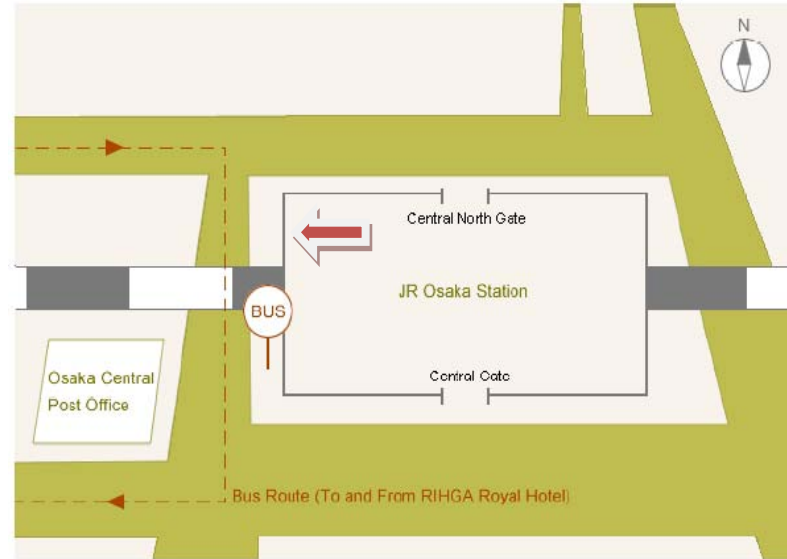 N
Central North Gate
JR Osaka Station
BUS
Central Gate
Osaka Central
Post Office
Bus Route (To and From RIHGA Royal Hotel)